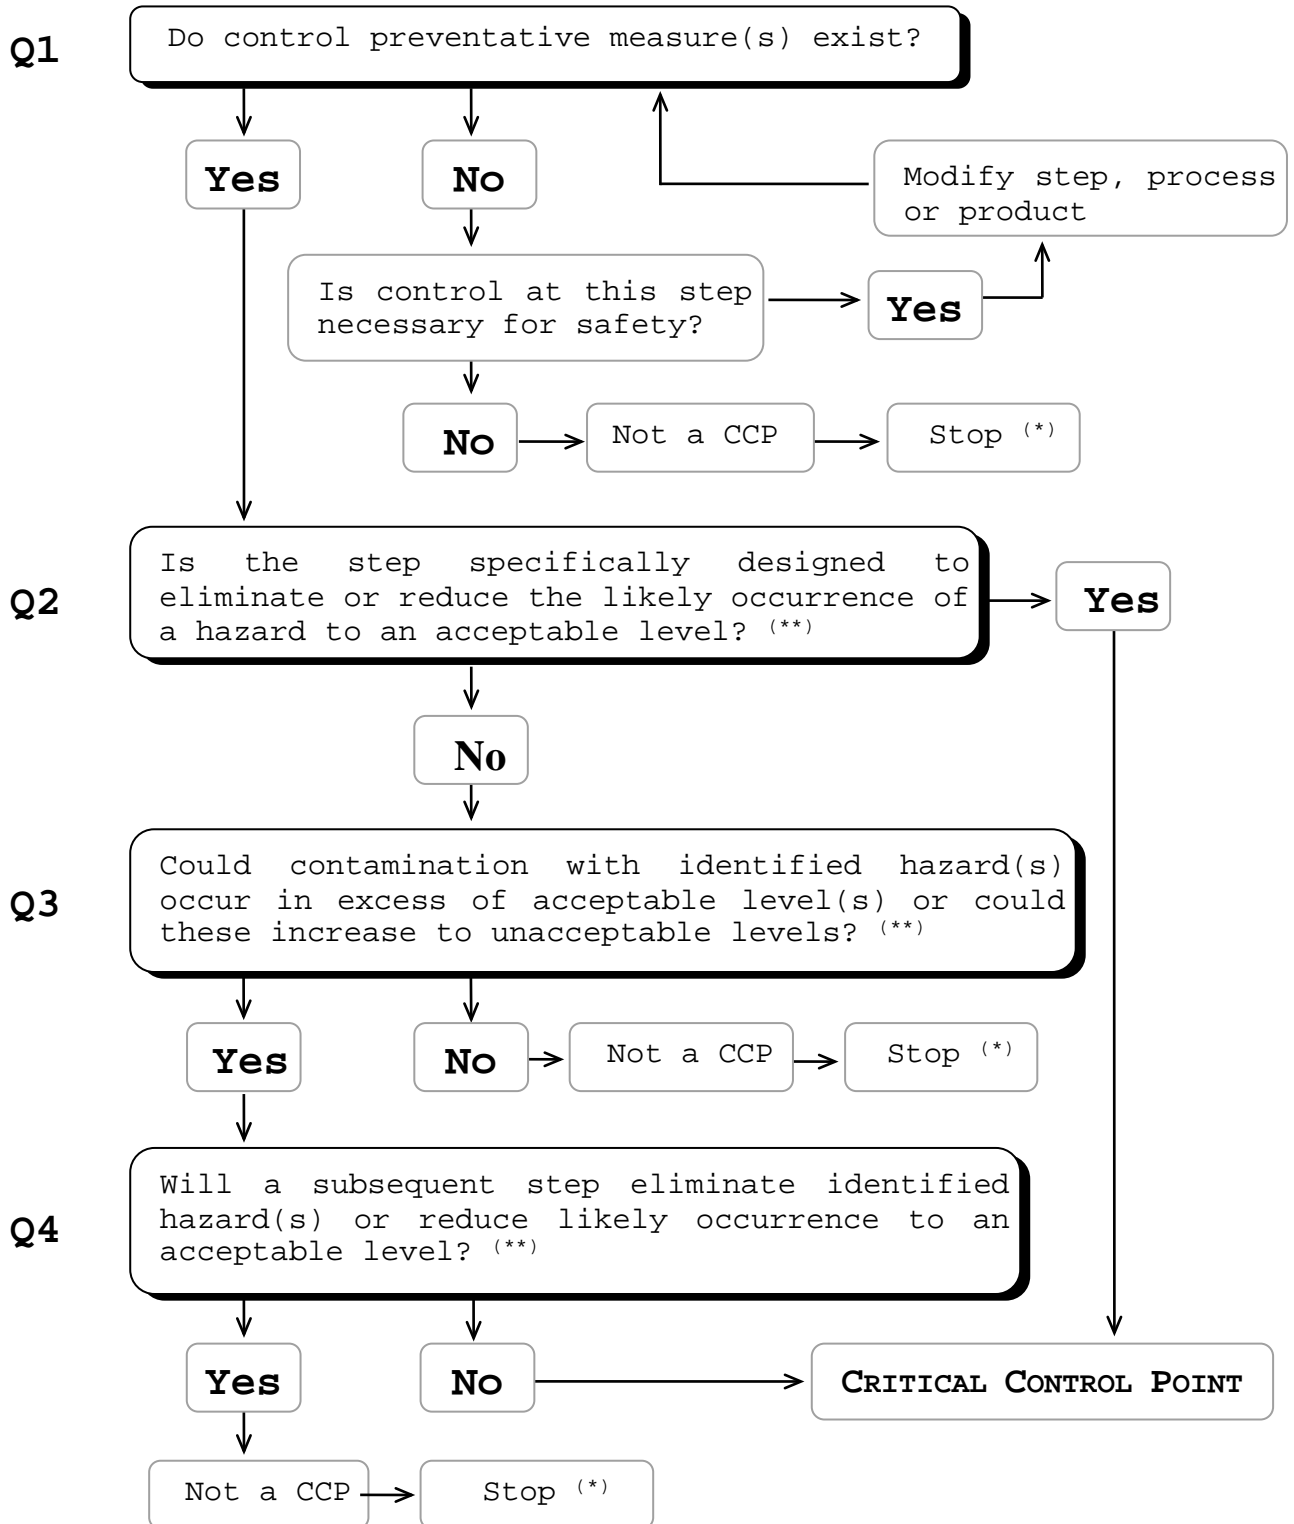 Q1
Do control preventative measure(s) exist?
Yes
No
Modify step, process
or product
Is control at this step
necessary for safety?
Yes
No
Not a CCP
Stop (*)
Q2
Is the step specifically designed to
eliminate or reduce the likely occurrence of
a hazard to an acceptable level? (**)
Yes
No
Q3
Could contamination with identified hazard(s)
occur in excess of acceptable level(s) or could
these increase to unacceptable levels? (**)
Yes
No
Not a CCP
Stop (*)
Q4
Will a subsequent step eliminate identified
hazard(s) or reduce likely occurrence to an
acceptable level? (**)
Yes
No
CRITICAL CONTROL POINT
Not a CCP
Stop (*)